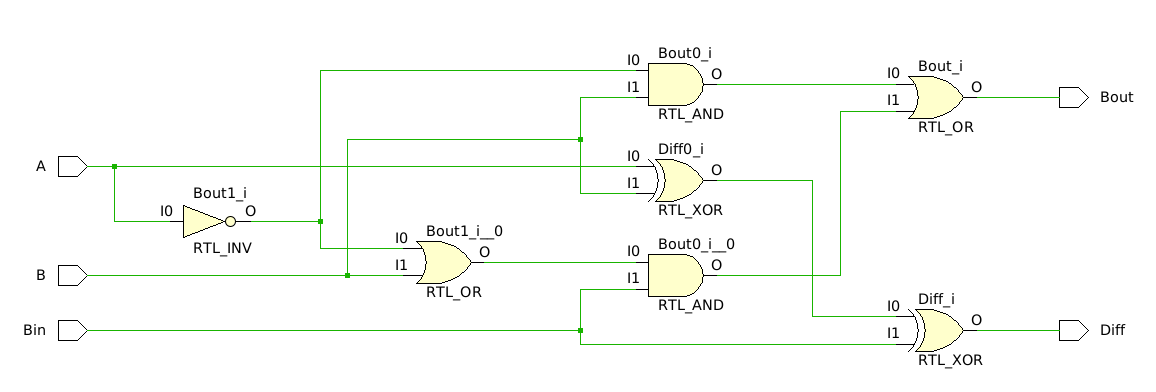 Bout0_i
I0
O
I1
RTL_AND
Bout_i
I0
O
I1
RTL_OR
Bout
A
Diff0_i
I0
O
I1
RTL_XOR
Bout1_i
I0
O
RTL_INV
B
Bout1_i__0
I0
O
I1
RTL_OR
Bout0_i__0
I0
O
I1
RTL_AND
Bin
Diff_i
I0
O
I1
RTL_XOR
Diff